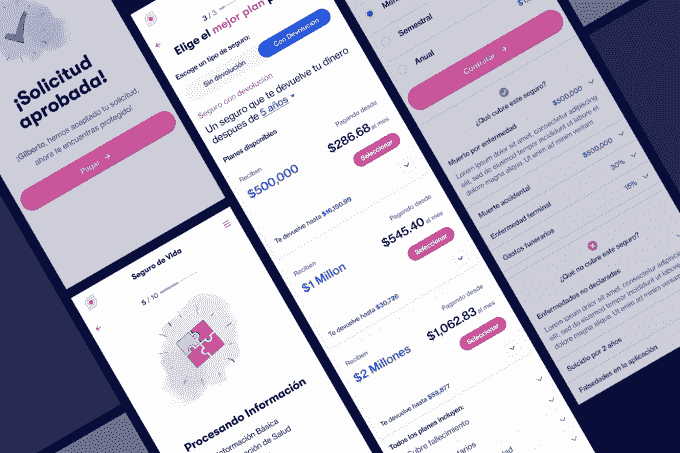 ¡Solicitud
aprobada!
¡Gilberto, hemos aceptado tu solicitud,
ahora te encuentras protegido!
Pagar →
Seguro de Vida
5 / 10
Procesando Información
Información Básica
de Salud
3 / 3
Elige el mejor plan
Escoge un tipo de seguro:
Sin devolución
Con Devolución
Seguro con devolución
Un seguro que te devuelve tu dinero
despues de 5 años
Planes disponibles
Reciben
$500,000
Pagando desde
$286.68 al mes
Seleccionar
Te devuelve hasta $16,150.99
Reciben
$1 Millon
Pagando desde
$545.40 al mes
Seleccionar
Te devuelve hasta $30,726
Reciben
$2 Millones
Pagando desde
$1,062.83 al mes
Seleccionar
Te devuelve hasta $59,877
Todos los planes incluyen:
Cubre fallecimiento
Semestral
Anual
Contratar →
¿Qué cubre este seguro?
Muerte por enfermedad
$500,000
Lorem ipsum dolor sit amet, consectetur adipiscing
elit, sed do eiusmod tempor incididunt ut labore et
dolore magna aliqua. Ut enim ad minim veniam
Muerte accidental
$500,000
Enfermedad terminal
30%
Gastos funerarios
15%
¿Qué no cubre este seguro?
Enfermedades no declaradas
Lorem ipsum dolor sit amet, consectetur adipiscing
elit, sed do eiusmod tempor incididunt ut labore
dolore magna aliqua. Ut enim ad minim
Suicidio por 2 años
Falsedades en la aplicación